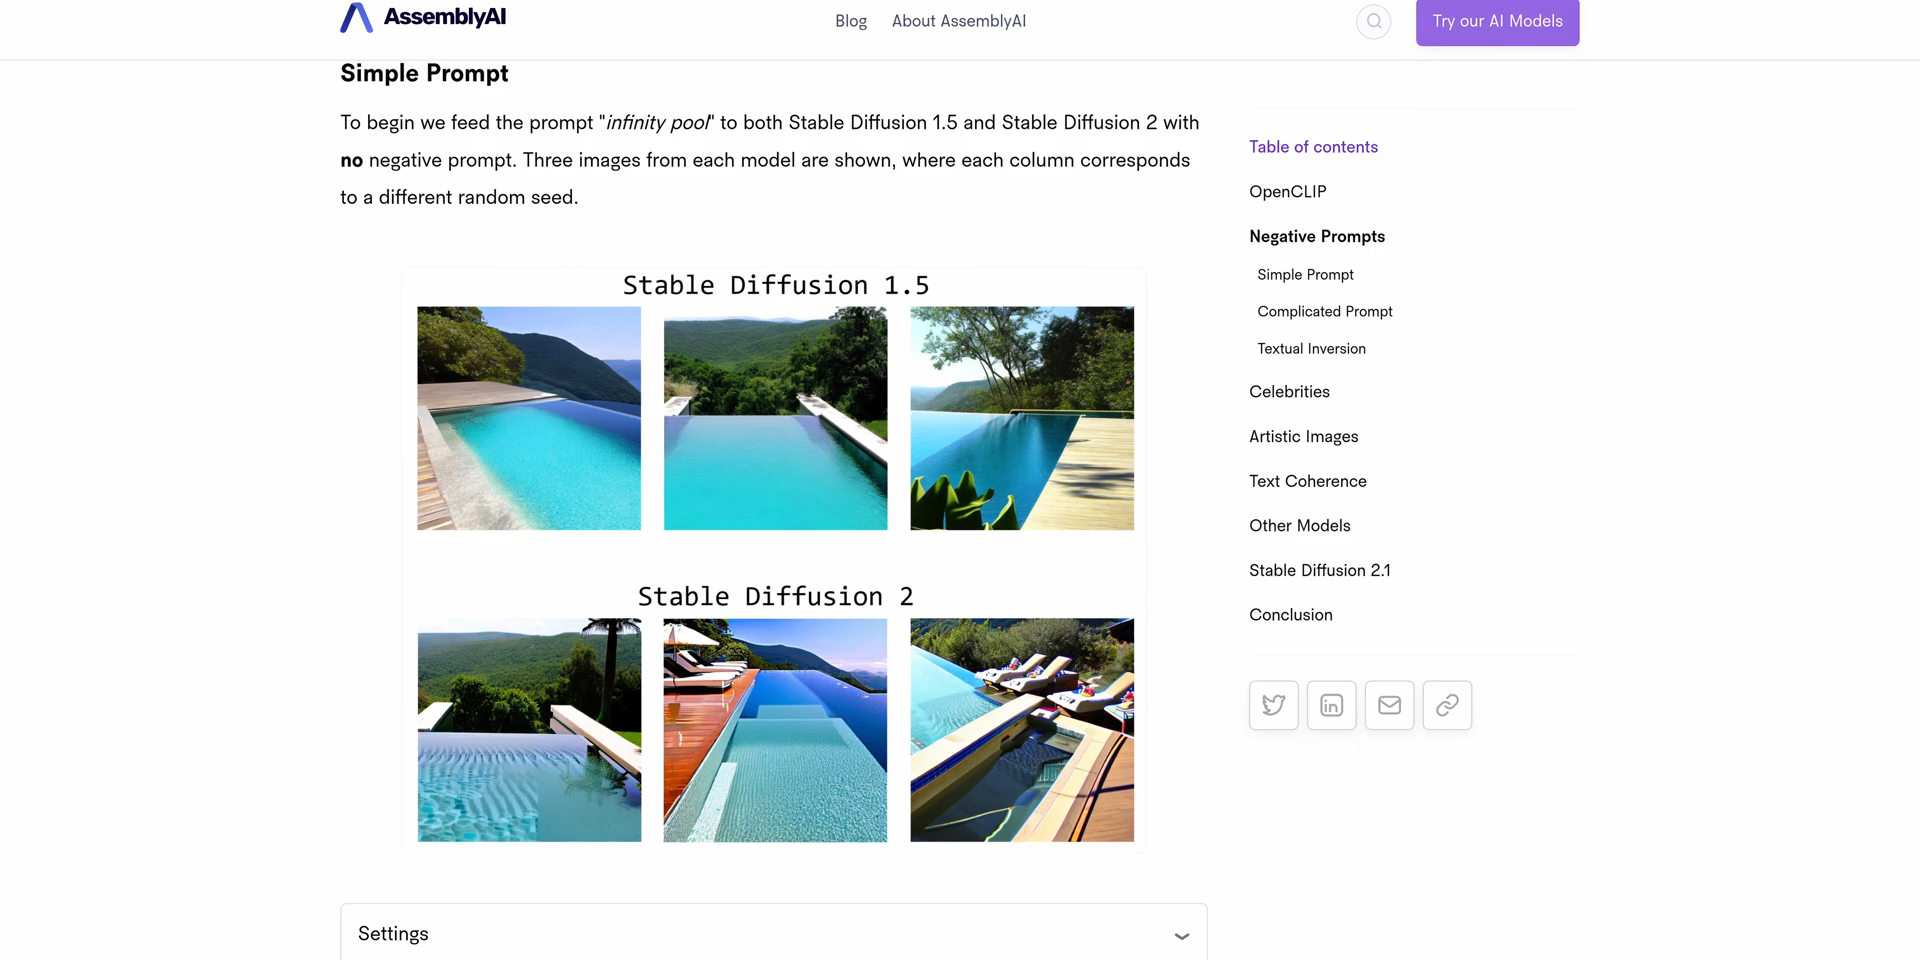 AssemblyAI
Blog
About AssemblyAI
Try our AI Models
Simple Prompt
To begin we feed the prompt "infinity pool" to both Stable Diffusion 1.5 and Stable Diffusion 2 with
no negative prompt. Three images from each model are shown, where each column corresponds
to a different random seed.
Stable Diffusion 1.5
Stable Diffusion 2
Settings
Table of contents
OpenCLIP
Negative Prompts
Simple Prompt
Complicated Prompt
Textual Inversion
Celebrities
Artistic Images
Text Coherence
Other Models
Stable Diffusion 2.1
Conclusion